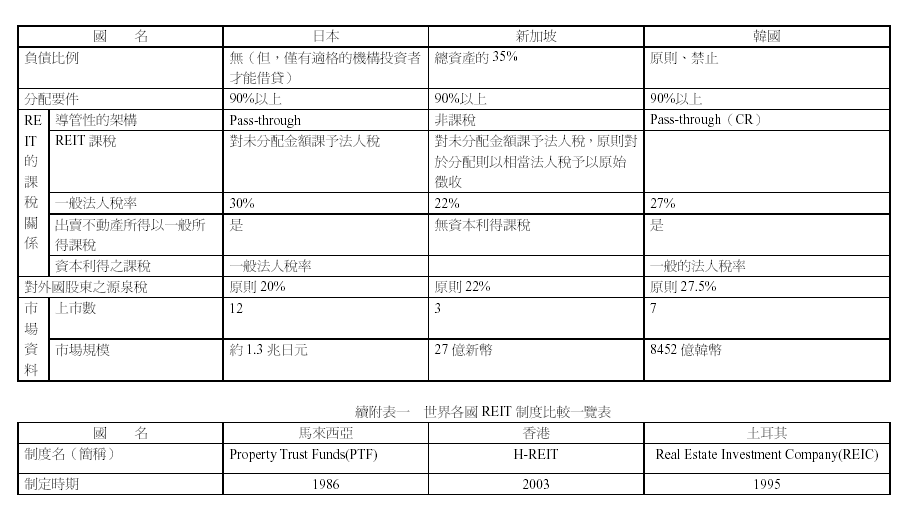 國　　名　日本　新加坡　韓國
負債比例　無（但，僅有適格的機構投資者　總資產的 35%　原則、禁止
才能借貸）
分配要件　90%以上　90%以上　90%以上
RE　導管性的架構　Pass-through　非課稅　Pass-through（CR）
IT　REIT 課稅　對未分配金額課予法人稅　對未分配金額課予法人稅，原則對
的　於分配則以相當法人稅予以原始
課　徵收
稅　一般法人稅率　30%　22%　27%
關　出賣不動產所得以一般所　是　無資本利得課稅　是
係　得課稅
資本利得之課稅　一般法人稅率　一般的法人稅率
對外國股東之源泉稅　原則 20%　原則 22%　原則 27.5%
市　上市數　12　3　7
場
資　市場規模　約 1.3 兆日元　27 億新幣　8452 億韓幣
料
續附表一　世界各國 REIT 制度比較一覽表
國　　名　馬來西亞　香港　土耳其
制度名（簡稱）　Property Trust Funds(PTF)　H-REIT　Real Estate Investment Company(REIC)
制定時期　1986　2003　1995